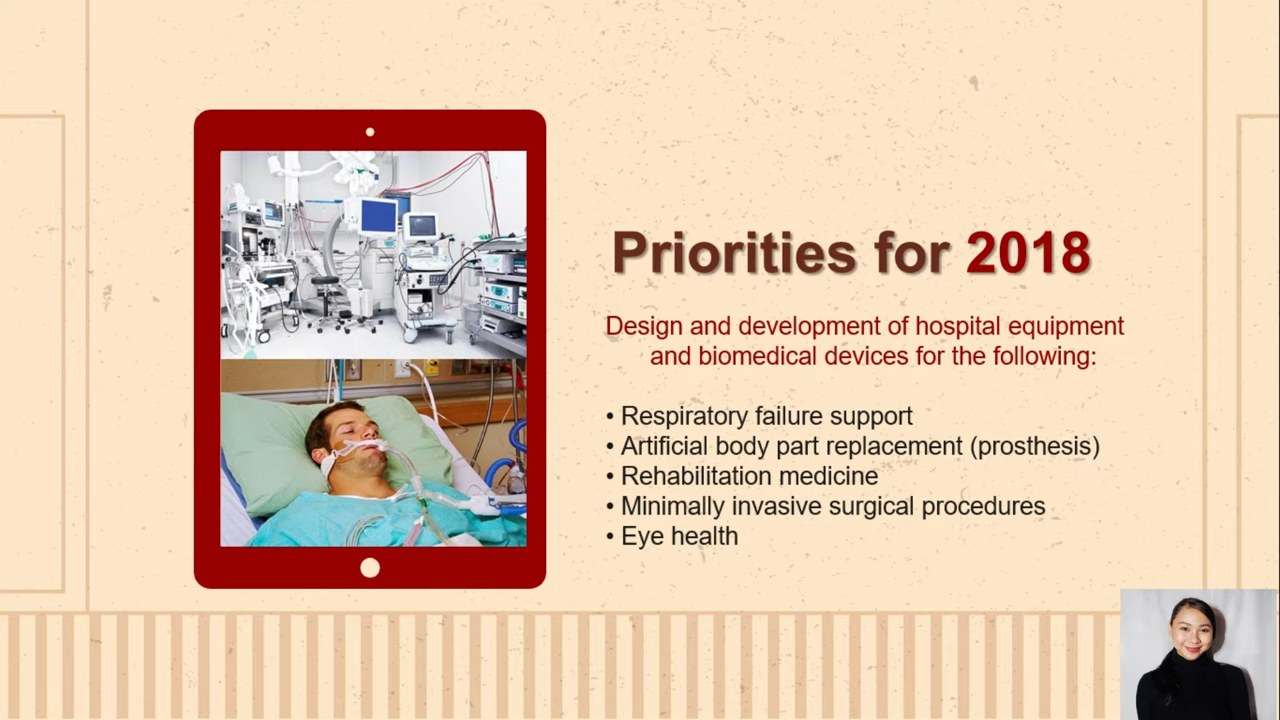 Priorities for 2018
Design and development of hospital equipment
and biomedical devices for the following:
• Respiratory failure support
• Artificial body part replacement (prosthesis)
• Rehabilitation medicine
• Minimally invasive surgical procedures
• Eye health